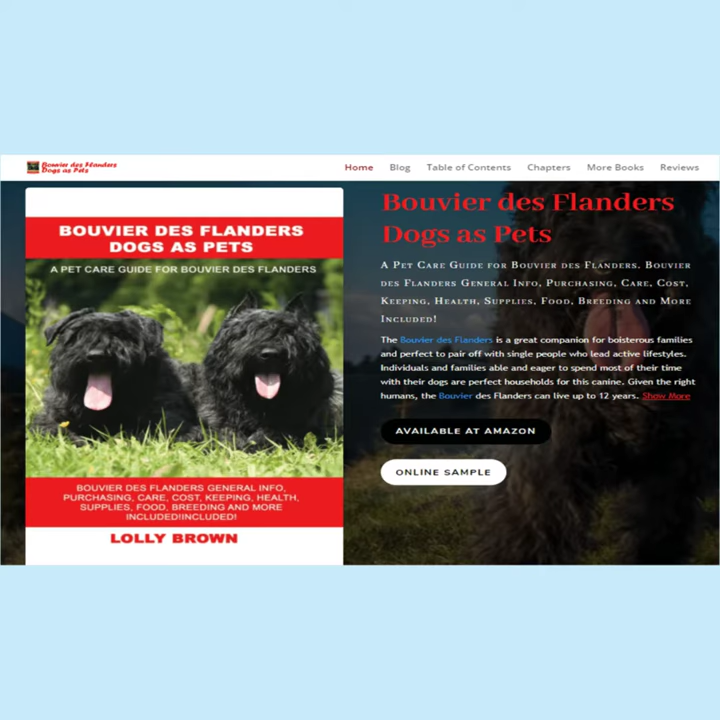 Bouvier des Flanders
Dogs as Pets
Home Blog Table of Contents Chapters More Books Reviews
BOUVIER DES FLANDERS
DOGS AS PETS
A PET CARE GUIDE FOR BOUVIER DES FLANDERS
BOUVIER DES FLANDERS GENERAL INFO,
PURCHASING, CARE, COST, KEEPING, HEALTH,
SUPPLIES, FOOD, BREEDING AND MORE
INCLUDED!INCLUDED!
LOLLY BROWN
Bouvier des Flanders
Dogs as Pets
A Pet Care Guide for Bouvier des Flanders. Bouvier
des Flanders General Info, Purchasing, Care, Cost,
Keeping, Health, Supplies, Food, Breeding and More
Included!
The Bouvier des Flanders is a great companion for boisterous families
and perfect to pair off with single people who lead active lifestyles.
Individuals and families able and eager to spend most of their time
with their dogs are perfect households for this canine. Given the right
humans, the Bouvier des Flanders can live up to 12 years. Show More
AVAILABLE AT AMAZON
ONLINE SAMPLE